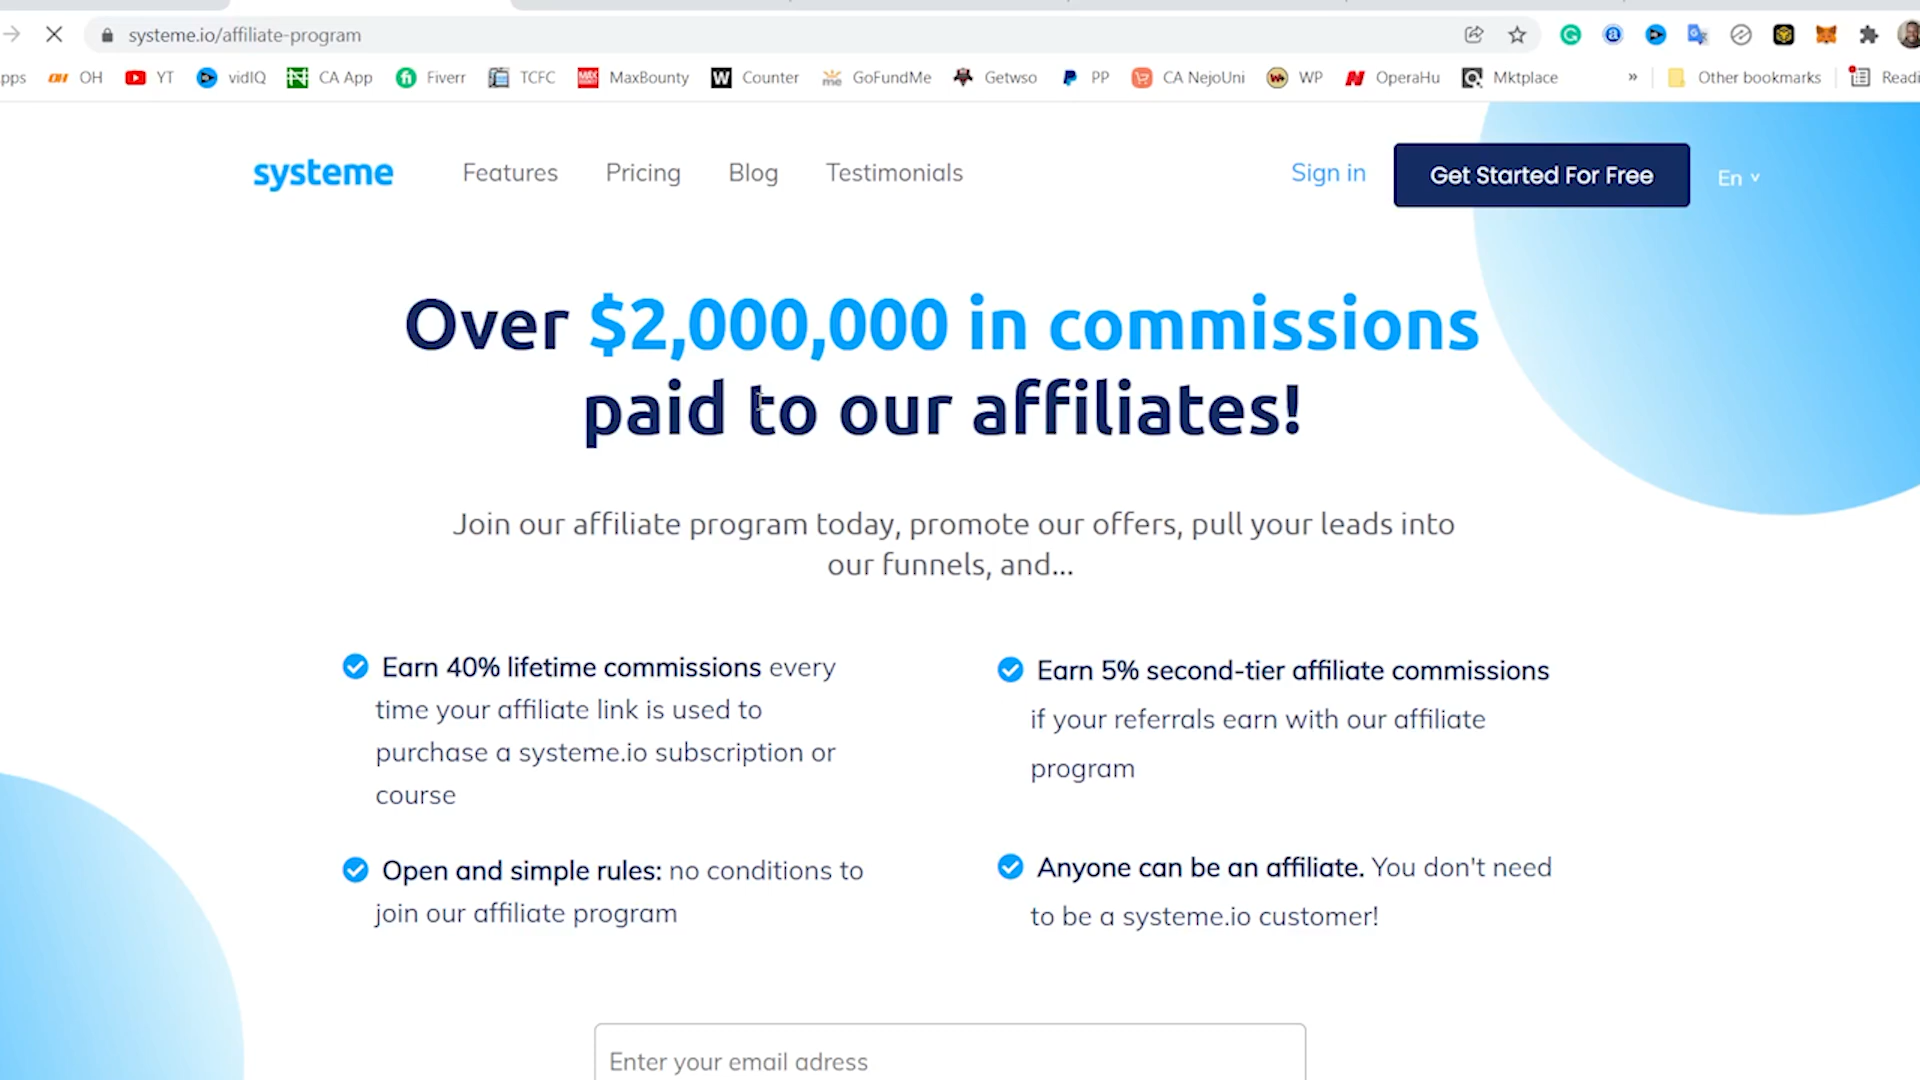 systeme.io/affiliate-program
pps OH YT vidIQ CA App Fiverr TCFC MaxBounty Counter GoFundMe Getwso PP CA NejoUni WP OperaHu Mktplace » Other bookmarks Readi
systeme Features Pricing Blog Testimonials Sign in Get Started For Free En
Over $2,000,000 in commissions
paid to our affiliates!
Join our affiliate program today, promote our offers, pull your leads into
our funnels, and...
Earn 40% lifetime commissions every
time your affiliate link is used to
purchase a systeme.io subscription or
course
Earn 5% second-tier affiliate commissions
if your referrals earn with our affiliate
program
Open and simple rules: no conditions to
join our affiliate program
Anyone can be an affiliate. You don't need
to be a systeme.io customer!
Enter your email adress